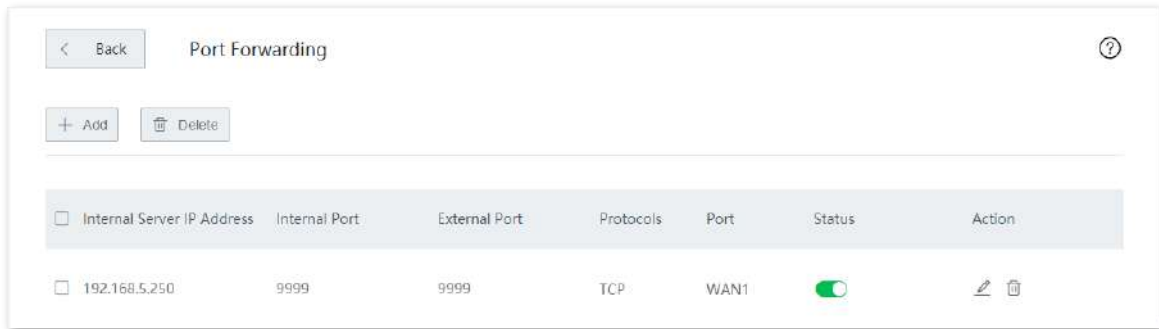 Back Port Forwarding
Add Delete
Internal Server IP Address Internal Port External Port Protocols Port Status Action
192.168.5.250 9999 9999 TCP WAN1